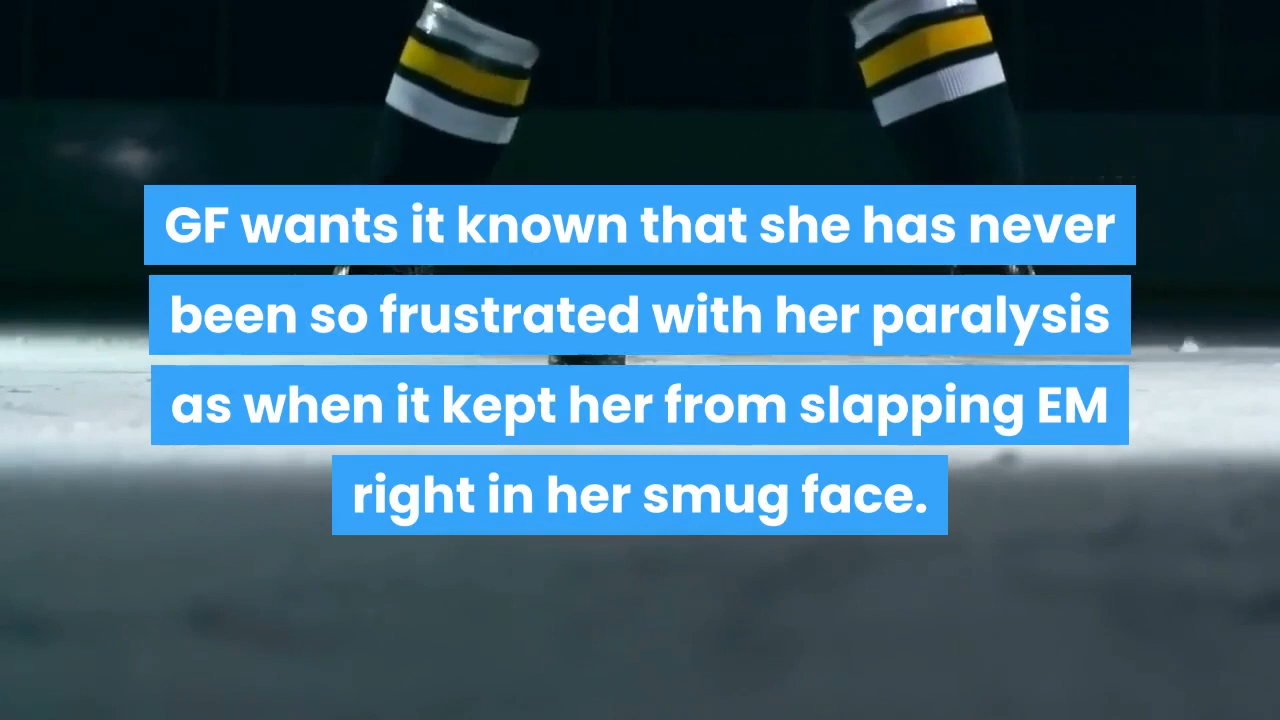 GF wants it known that she has never
been so frustrated with her paralysis
as when it kept her from slapping EM
right in her smug face.